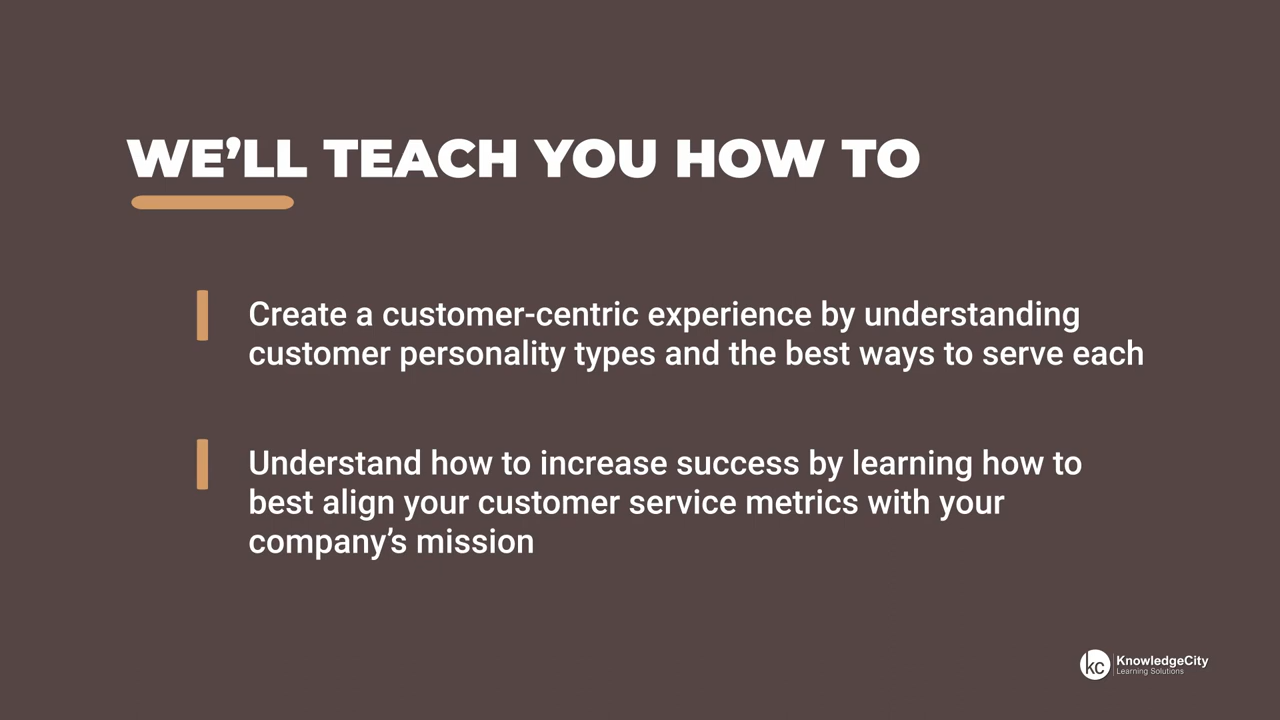 WE’LL TEACH YOU HOW TO
Create a customer-centric experience by understanding
customer personality types and the best ways to serve each
Understand how to increase success by learning how to
best align your customer service metrics with your
company’s mission
kc KnowledgeCity
Learning Solutions